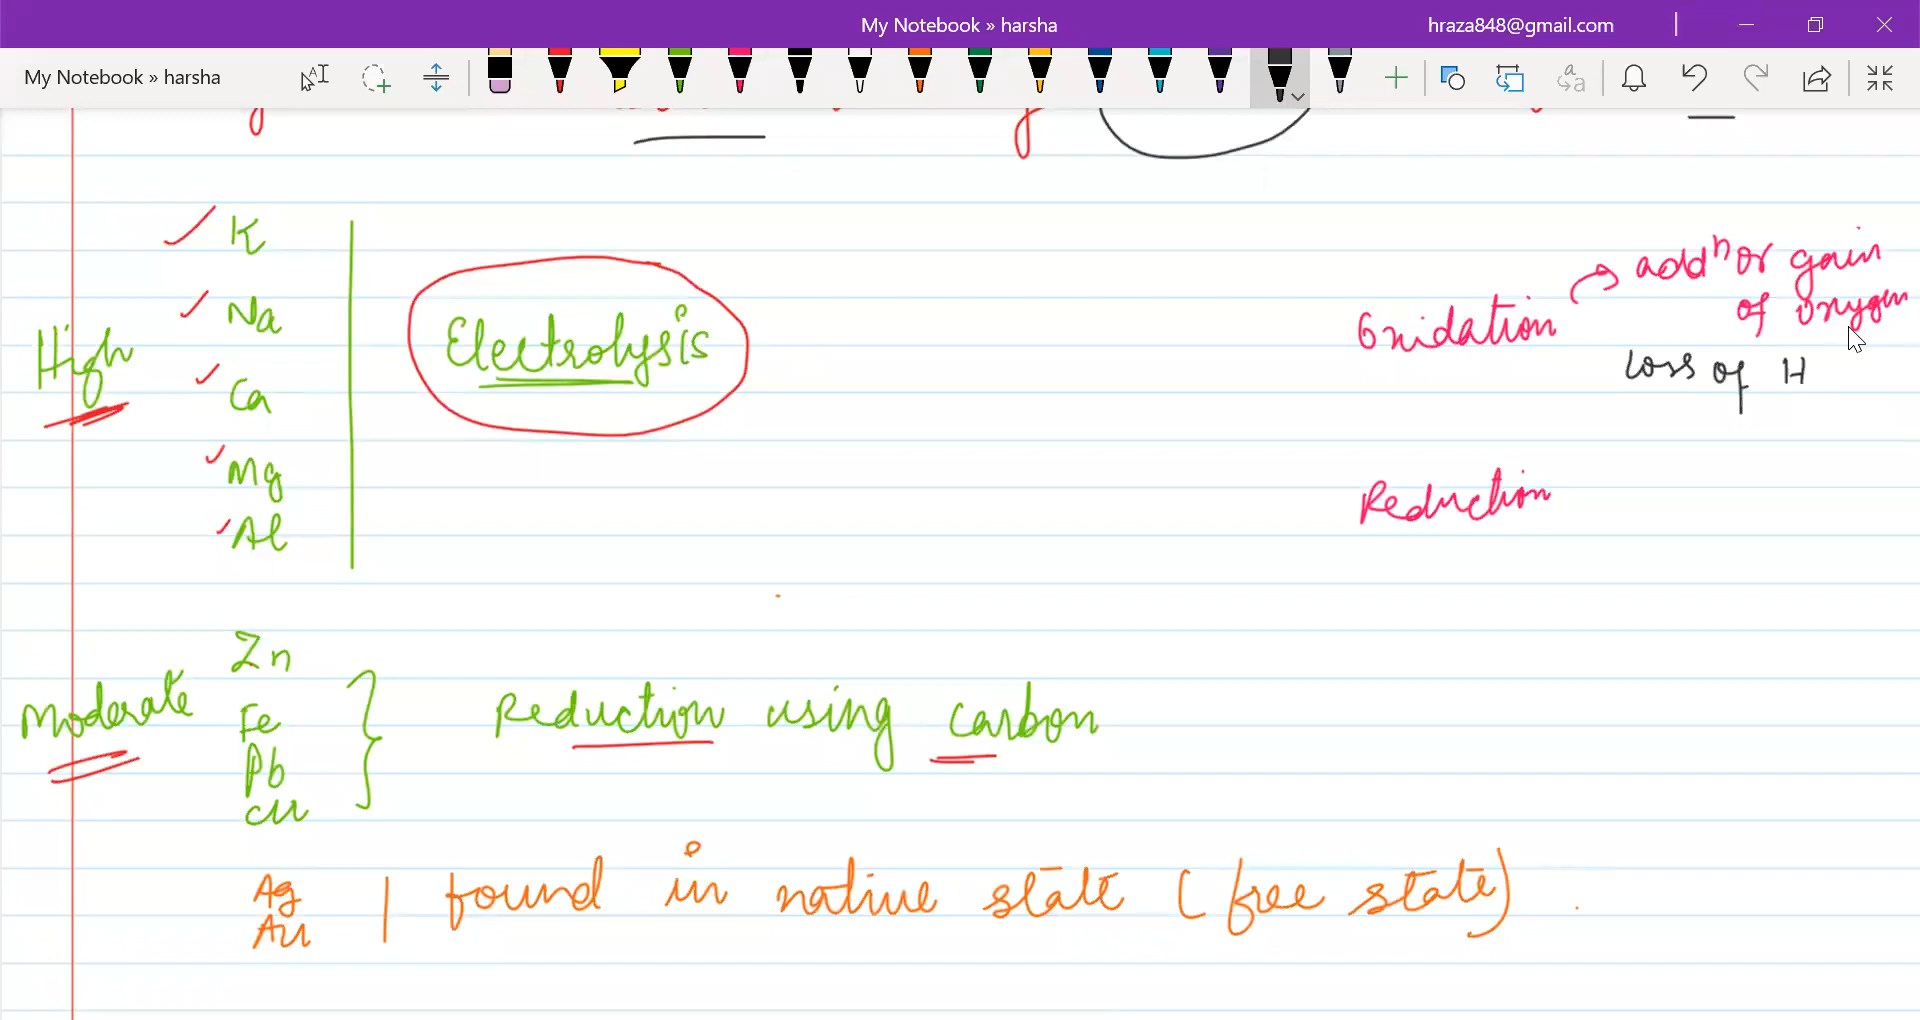 My Notebook » harsha
hraza848@gmail.com
My Notebook » harsha
K
Na
Ca
Mg
Al
High
Electrolysis
Oxidation
addⁿ or gain
of oxygen
loss of H
Reduction
Moderate
Zn
Fe
Pb
Cu
Reduction using carbon
Ag
Au
found in native state (free state).